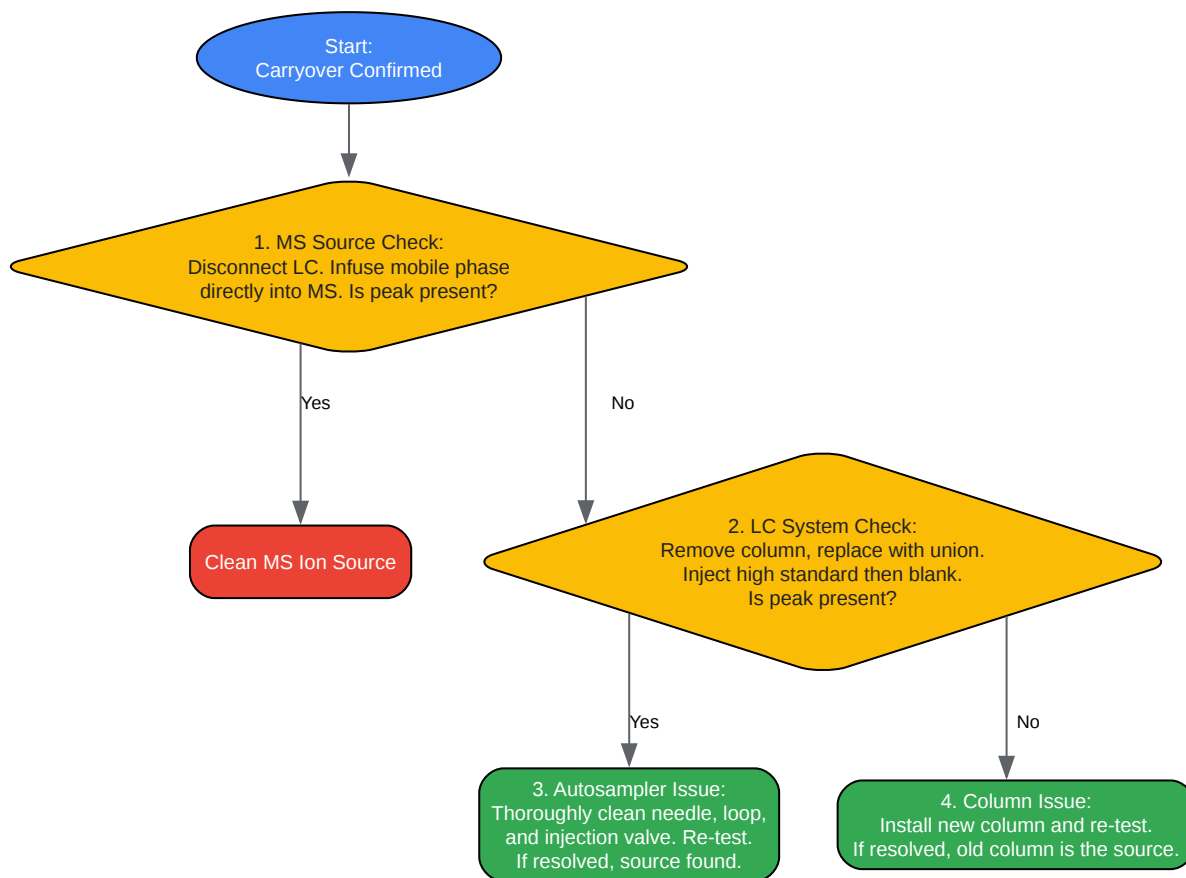 Start:
Carryover Confirmed
1. MS Source Check:
Disconnect LC. Infuse mobile phase
directly into MS. Is peak present?
Yes
No
Clean MS Ion Source
2. LC System Check:
Remove column, replace with union.
Inject high standard then blank.
Is peak present?
Yes
No
3. Autosampler Issue:
Thoroughly clean needle, loop,
and injection valve. Re-test.
If resolved, source found.
4. Column Issue:
Install new column and re-test.
If resolved, old column is the source.